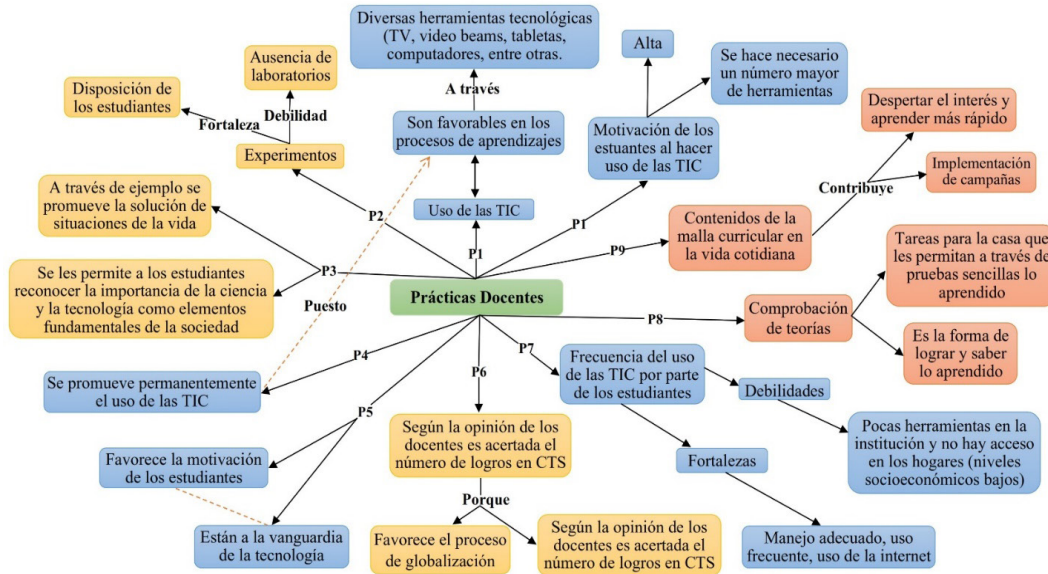 Diversas herramientas tecnológicas
(TV, video beams, tabletas,
computadores, entre otras.
Alta
Se hace necesario
un número mayor
de herramientas
Ausencia de
laboratorios
Disposición de
los estudiantes
Fortaleza
Debilidad
Experimentos
A través
Son favorables en los
procesos de aprendizajes
Motivación de los
estuantes al hacer
uso de las TIC
Despertar el interés y
aprender más rápido
Contribuye
Implementación
de campañas
A través de ejemplo se
promueve la solución de
situaciones de la vida
P2
Uso de las TIC
P1
P1
P9
Contenidos de la
malla curricular en
la vida cotidiana
Tareas para la casa que
les permitan a través de
pruebas sencillas lo
aprendido
Se les permite a los estudiantes
reconocer la importancia de la ciencia
y la tecnología como elementos
fundamentales de la sociedad
P3
Puesto
Prácticas Docentes
P8
Comprobación
de teorías
Es la forma de
lograr y saber
lo aprendido
Se promueve permanentemente
el uso de las TIC
P4
P5
P6
P7
Frecuencia del uso
de las TIC por parte
de los estudiantes
Debilidades
Pocas herramientas en la
institución y no hay acceso
en los hogares (niveles
socioeconómicos bajos)
Fortalezas
Manejo adecuado, uso
frecuente, uso de la internet
Según la opinión de los
docentes es acertada el
número de logros en CTS
Porque
Favorece el proceso
de globalización
Según la opinión de los
docentes es acertada el
número de logros en CTS
Favorece la motivación
de los estudiantes
Están a la vanguardia
de la tecnología